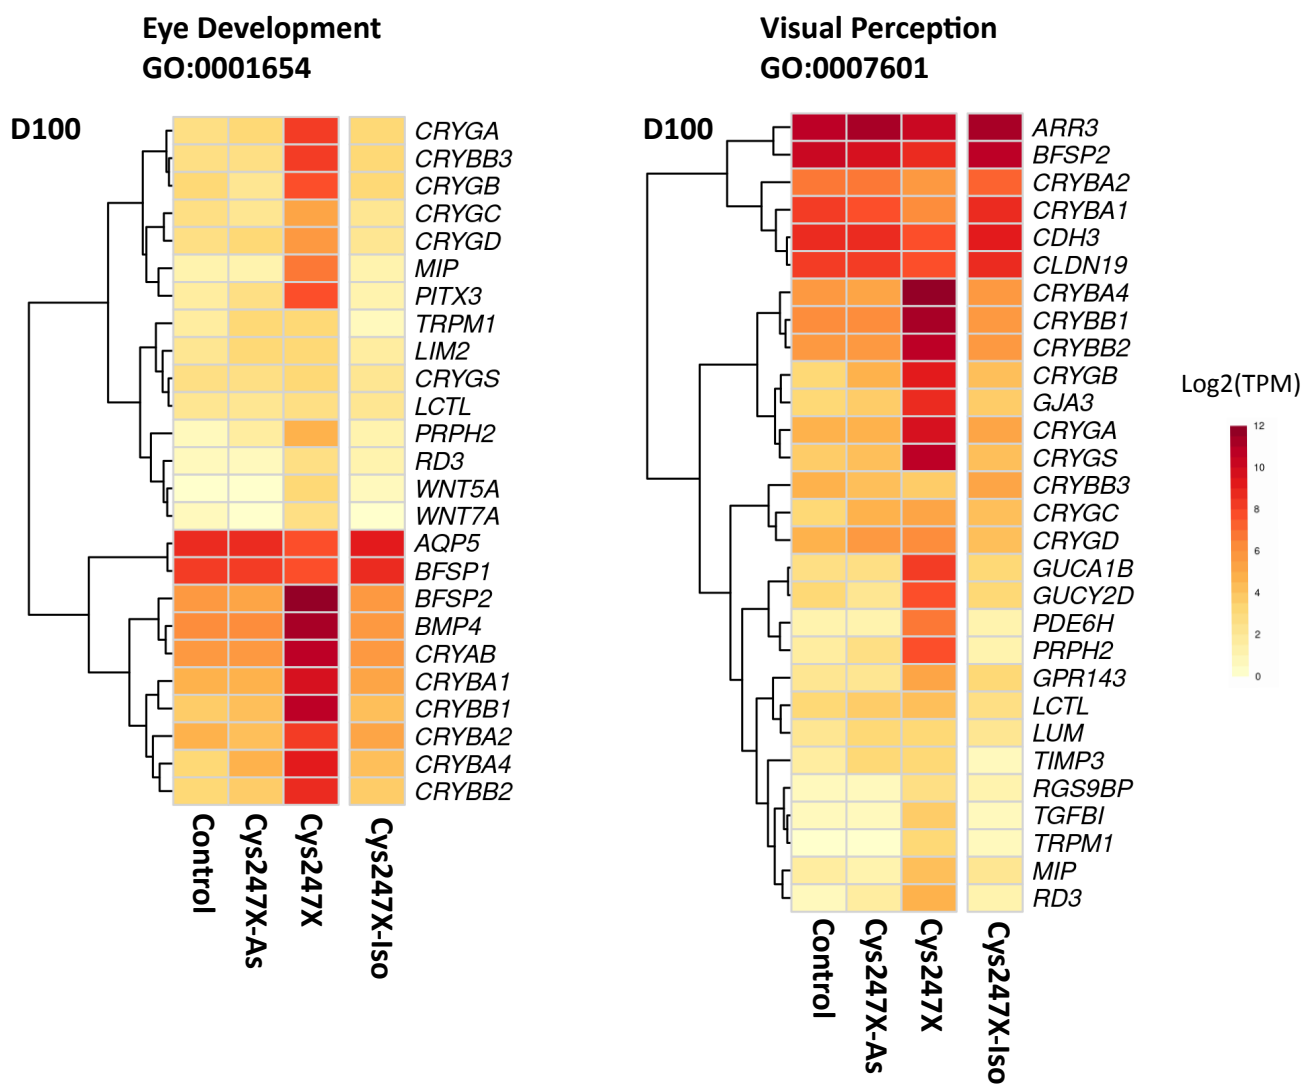 Eye Development
GO:0001654
D100
CRYGA
CRYBB3
CRYGB
CRYGC
CRYGD
MIP
PITX3
TRPM1
LIM2
CRYGS
LCTL
PRPH2
RD3
WNT5A
WNT7A
AQP5
BFSP1
BFSP2
BMP4
CRYAB
CRYBA1
CRYBB1
CRYBA2
CRYBA4
CRYBB2
Control
Cys247X-As
Cys247X
Cys247X-Iso
Visual Perception
GO:0007601
D100
ARR3
BFSP2
CRYBA2
CRYBA1
CDH3
CLDN19
CRYBA4
CRYBB1
CRYBB2
CRYGB
GJA3
CRYGA
CRYGS
CRYBB3
CRYGC
CRYGD
GUCA1B
GUCY2D
PDE6H
PRPH2
GPR143
LCTL
LUM
TIMP3
RGS9BP
TGFBI
TRPM1
MIP
RD3
Control
Cys247X-As
Cys247X
Cys247X-Iso
Log2(TPM)
12
10
8
6
4
2
0